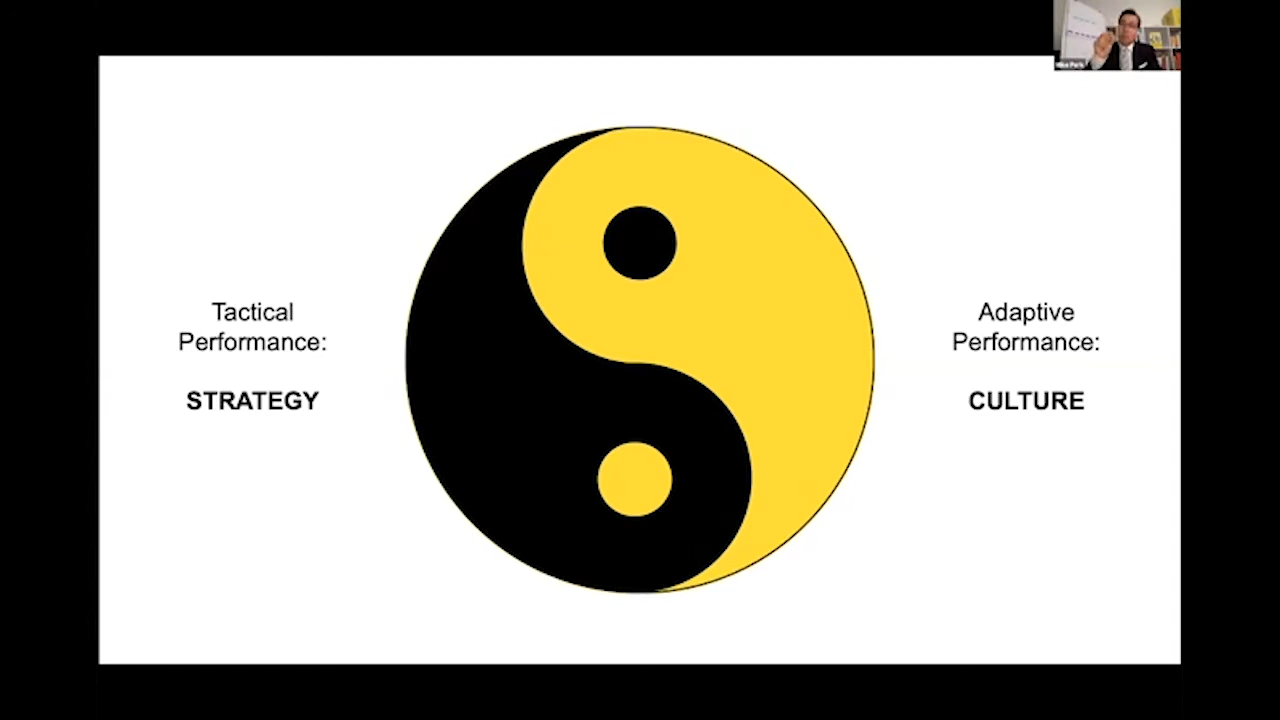 Tactical
Performance:
STRATEGY
Adaptive
Performance:
CULTURE